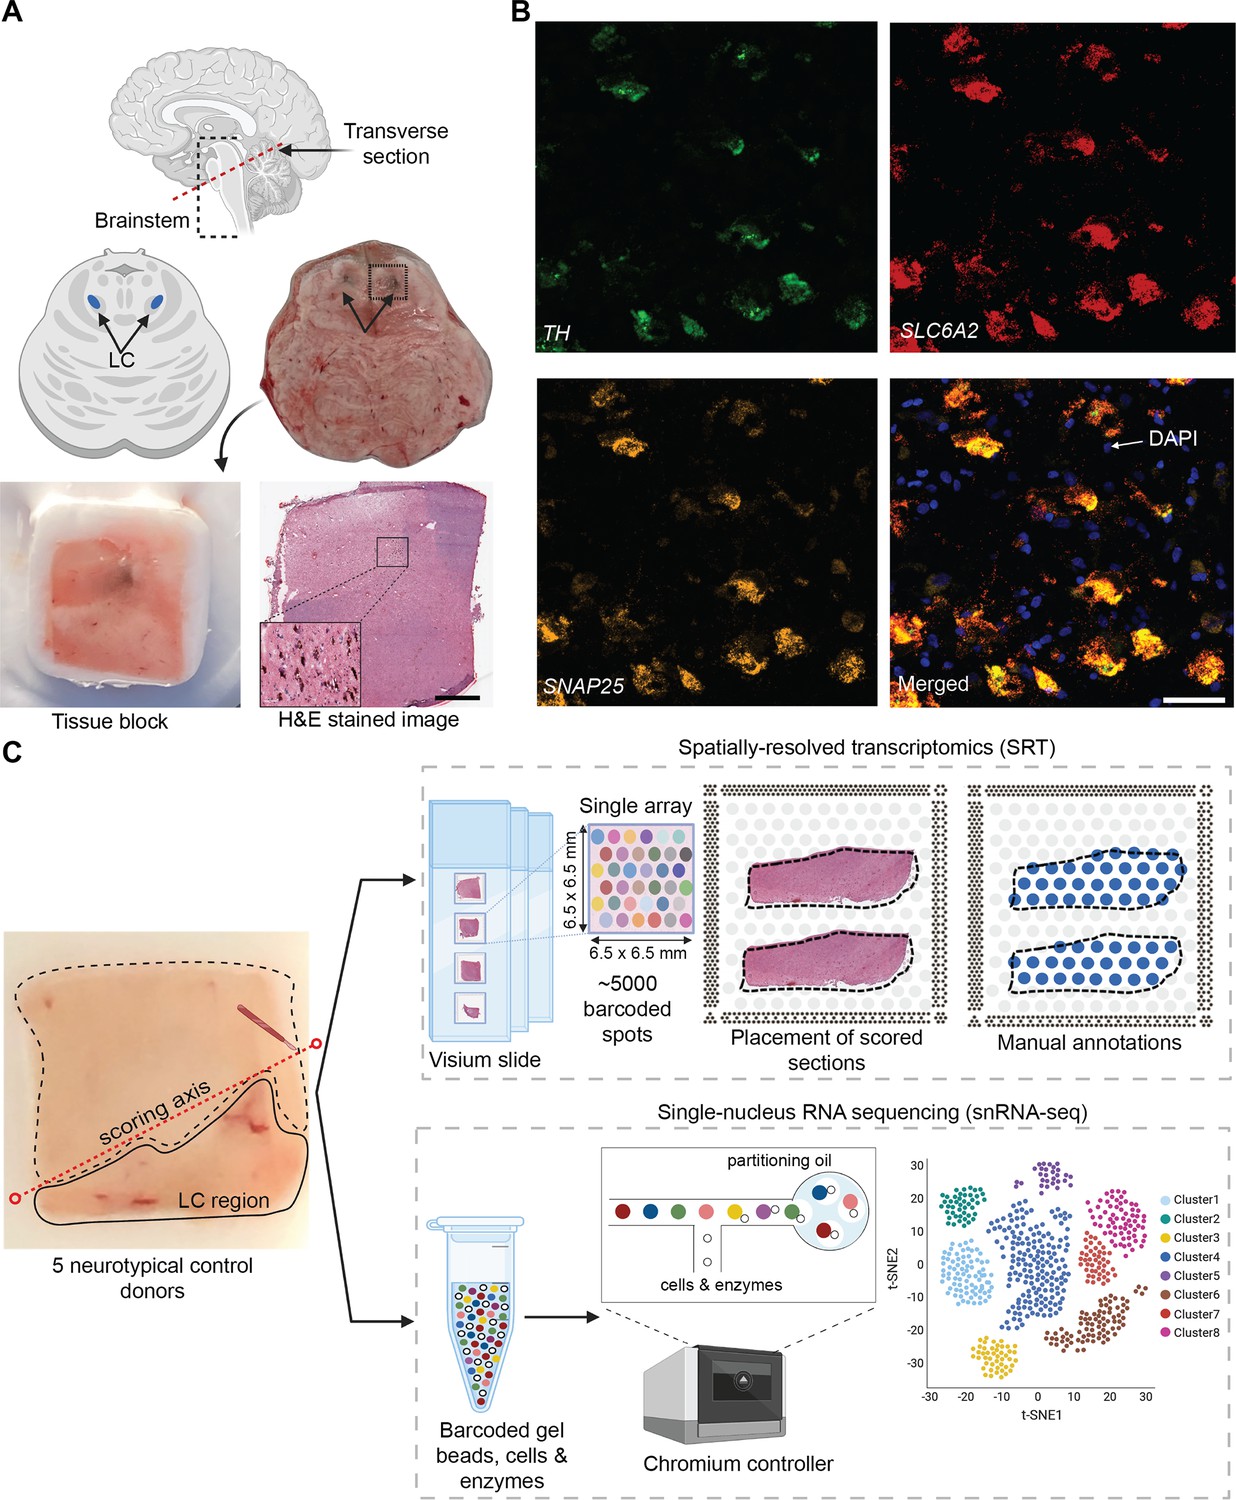 A
Transverse
section
Brainstem
LC
Tissue block
H&E stained image
B
TH
SLC6A2
SNAP25
DAPI
Merged
C
scoring axis
LC region
5 neurotypical control
donors
Spatially-resolved transcriptomics (SRT)
Visium slide
Single array
6.5 x 6.5 mm
6.5 x 6.5 mm
~5000
barcoded
spots
Placement of scored
sections
Manual annotations
Single-nucleus RNA sequencing (snRNA-seq)
Barcoded gel
beads, cells &
enzymes
partitioning oil
cells & enzymes
Chromium controller
t-SNE2
30
20
10
0
-10
-20
-30
-30 -20 -10 0 10 20 30
t-SNE1
Cluster1
Cluster2
Cluster3
Cluster4
Cluster5
Cluster6
Cluster7
Cluster8